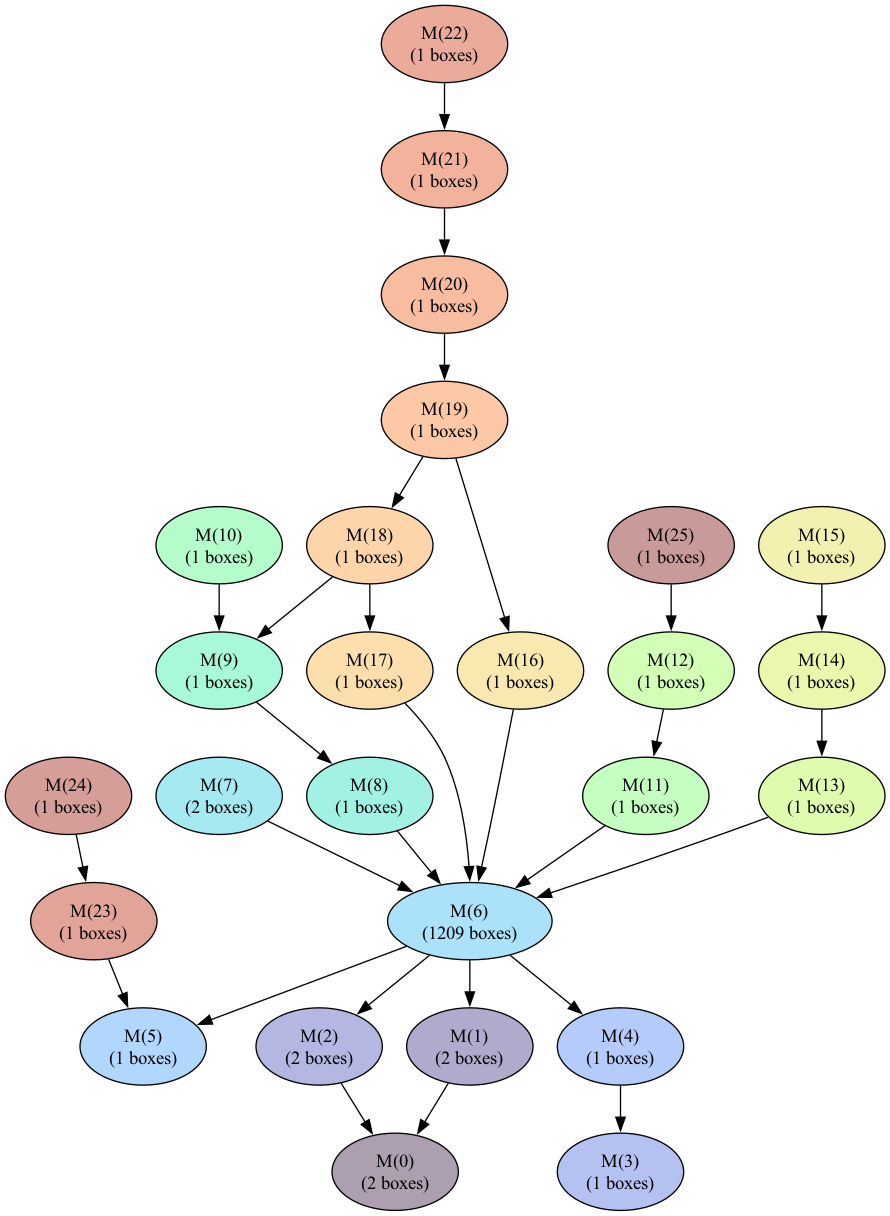 M(22)
(1 boxes)
M(21)
(1 boxes)
M(20)
(1 boxes)
M(19)
(1 boxes)
M(10)
(1 boxes)
M(18)
(1 boxes)
M(25)
(1 boxes)
M(15)
(1 boxes)
M(9)
(1 boxes)
M(17)
(1 boxes)
M(16)
(1 boxes)
M(12)
(1 boxes)
M(14)
(1 boxes)
M(24)
(1 boxes)
M(7)
(2 boxes)
M(8)
(1 boxes)
M(11)
(1 boxes)
M(13)
(1 boxes)
M(23)
(1 boxes)
M(6)
(1209 boxes)
M(5)
(1 boxes)
M(2)
(2 boxes)
M(1)
(2 boxes)
M(4)
(1 boxes)
M(0)
(2 boxes)
M(3)
(1 boxes)